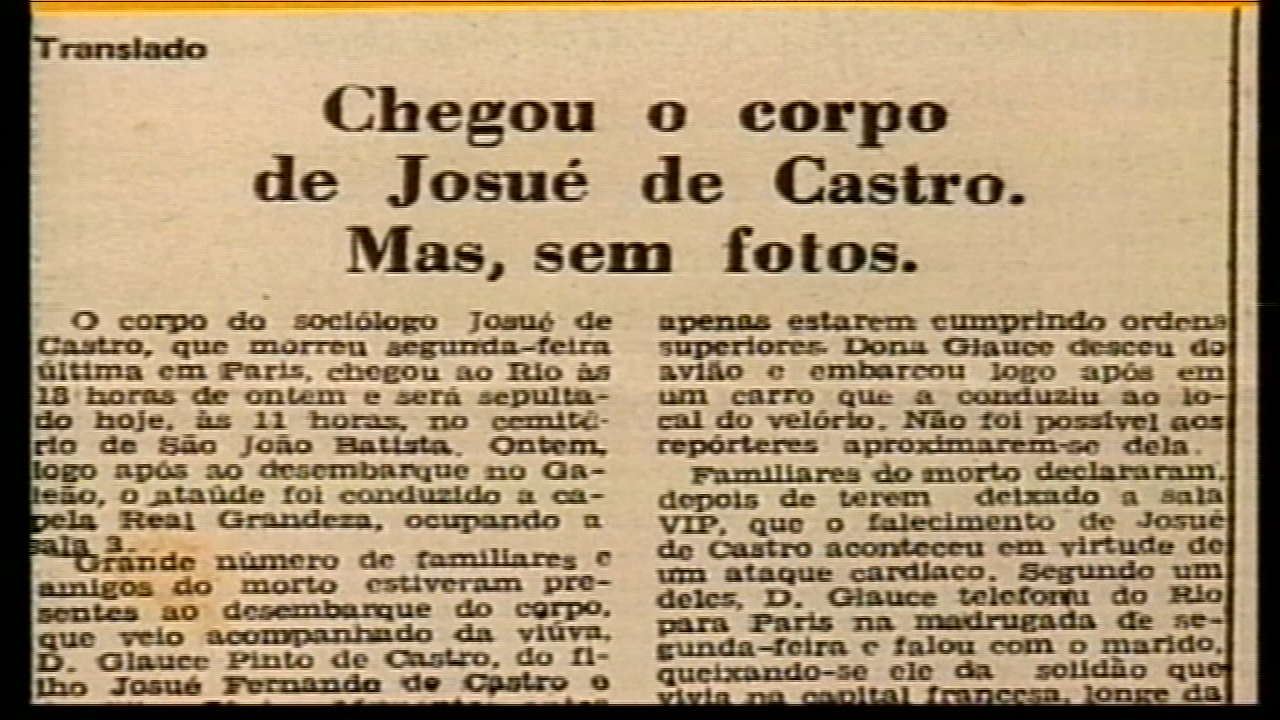 Translado
Chegou o corpo
de Josué de Castro.
Mas, sem fotos.
O corpo do sociólogo Josué de
Castro, que morreu segunda-feira
última em Paris, chegou ao Rio às
18 horas de ontem e será sepulta-
do hoje, às 11 horas, no cemité-
rio de São João Batista. Ontem,
logo após ao desembarque no Ga-
leão, o ataúde foi conduzido a ca-
pela Real Grandeza, ocupando a
sala 3.
Grande número de familiares e
amigos do morto estiveram pre-
sentes ao desembarque do corpo,
que veio acompanhado da viúva,
D. Glauce Pinto de Castro, do fi-
lho Josué Fernando de Castro e
apenas estarem cumprindo ordens
superiores. Dona Glauce desceu do
avião e embarcou logo após em
um carro que a conduziu ao lo-
cal do velório. Não foi possível aos
repórteres aproximarem-se dela.
Familiares do morto declararam,
depois de terem deixado a sala
VIP, que o falecimento de Josué
de Castro aconteceu em virtude de
um ataque cardíaco. Segundo um
deles, D. Glauce do Rio
para Paris na madrugada de se-
gunda-feira e falou com o marido,
queixando-se ele da solidão que
vivia na capital francesa, longe da